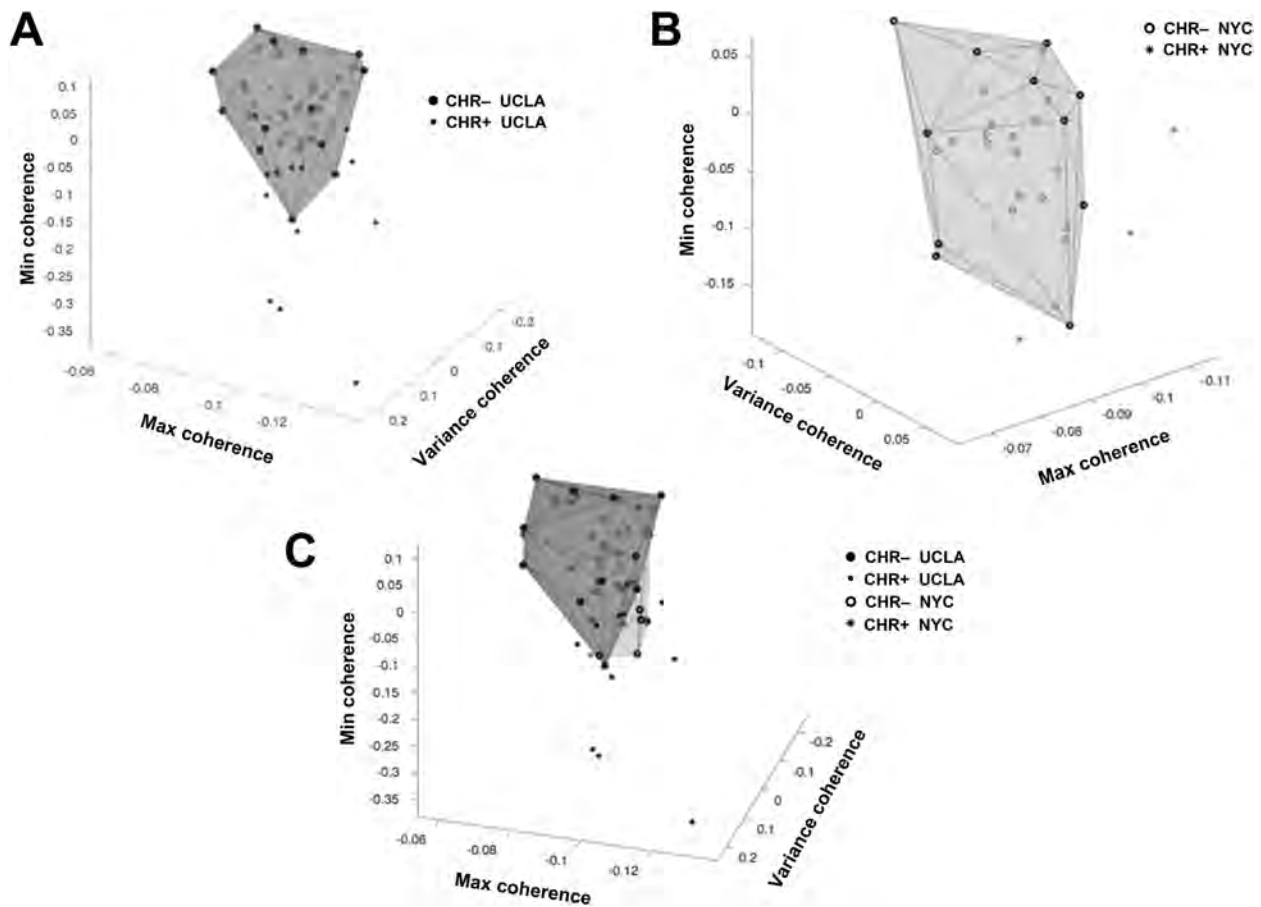 A
CHR– UCLA
CHR+ UCLA
0.1
0.05
0
-0.05
-0.1
-0.15
-0.2
-0.25
-0.3
-0.35
Min coherence
-0.06
-0.08
-0.1
-0.12
Max coherence
-0.2
0.1
0
0.1
0.2
Variance coherence
B
CHR– NYC
CHR+ NYC
0.05
0
-0.05
-0.1
-0.15
Min coherence
-0.1
-0.05
0
0.05
Variance coherence
-0.07
-0.08
-0.09
-0.1
-0.11
Max coherence
C
CHR– UCLA
CHR+ UCLA
CHR– NYC
CHR+ NYC
0.1
0.05
0
-0.05
-0.1
-0.15
-0.2
-0.25
-0.3
-0.35
Min coherence
-0.06
-0.08
-0.1
-0.12
Max coherence
-0.2
-0.1
0
0.1
0.2
Variance coherence